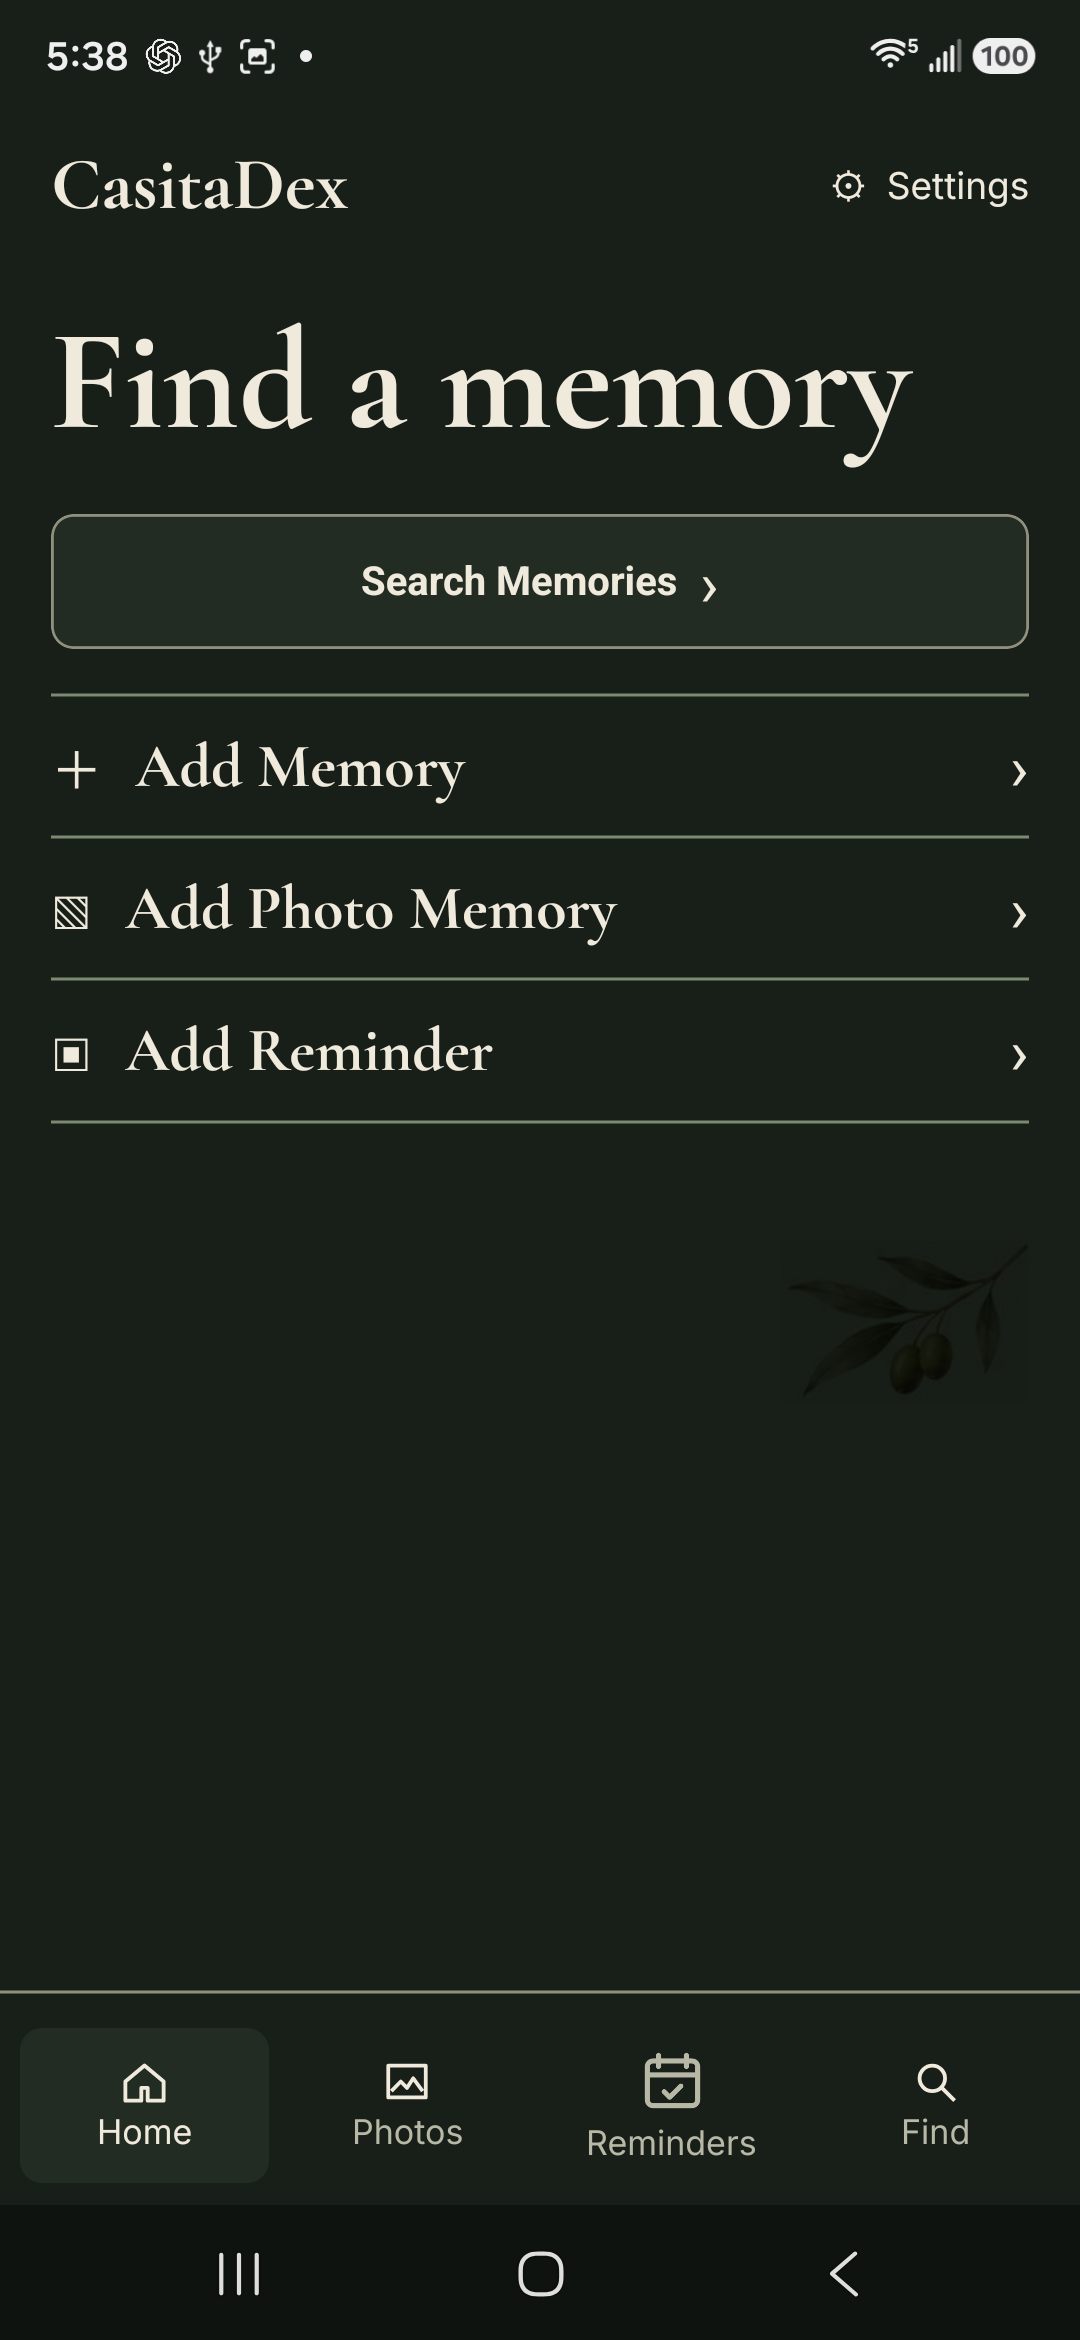 5:38
5
100
CasitaDex
Settings
Find a memory
Search Memories ›
+ Add Memory ›
Add Photo Memory ›
Add Reminder ›
Home
Photos
Reminders
Find